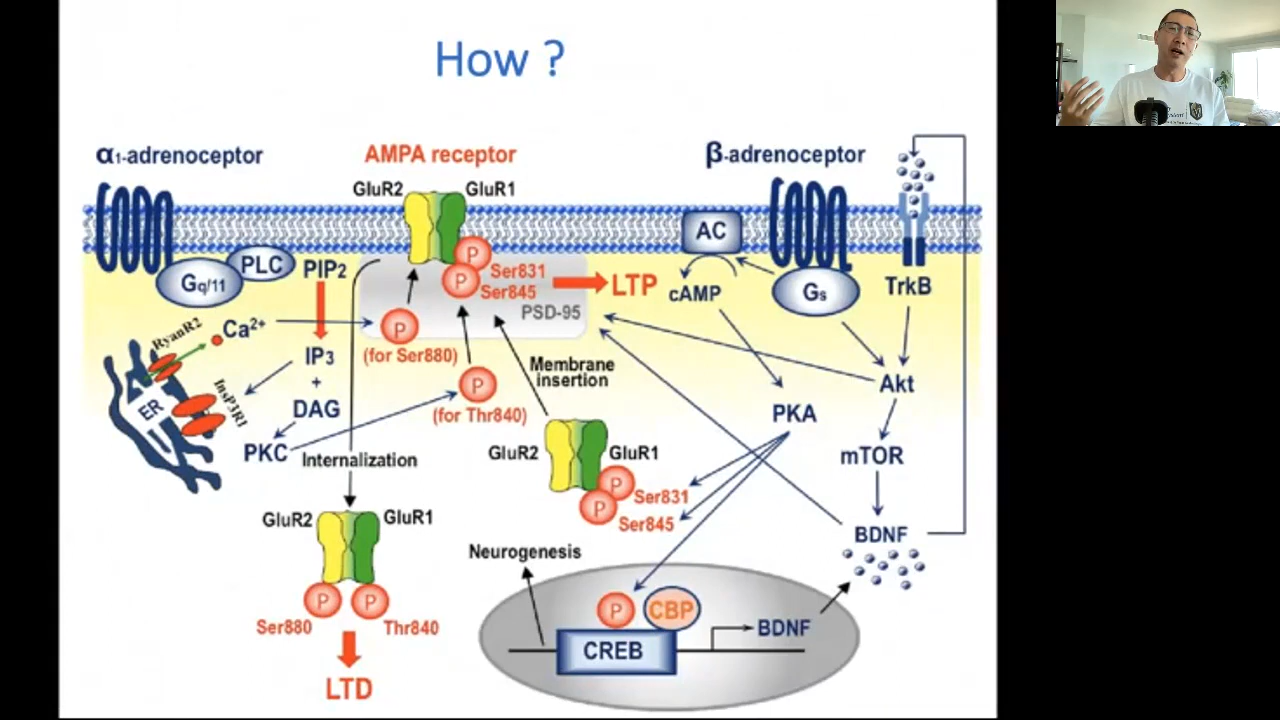 How ?
α1-adrenoceptor
AMPA receptor
β-adrenoceptor
GluR2
GluR1
AC
PLC
PIP2
Gq/11
P
P
Ser831
Ser845
LTP
cAMP
Gs
TrkB
PSD-95
RyanR2
Ca2+
P
(for Ser880)
IP3
+
DAG
InsP3R1
ER
PKC
P
(for Thr840)
Membrane
insertion
Akt
PKA
mTOR
Internalization
GluR2
GluR1
P
P
Ser831
Ser845
GluR2
GluR1
BDNF
Neurogenesis
P
P
Ser880
Thr840
LTD
P
CBP
CREB
BDNF